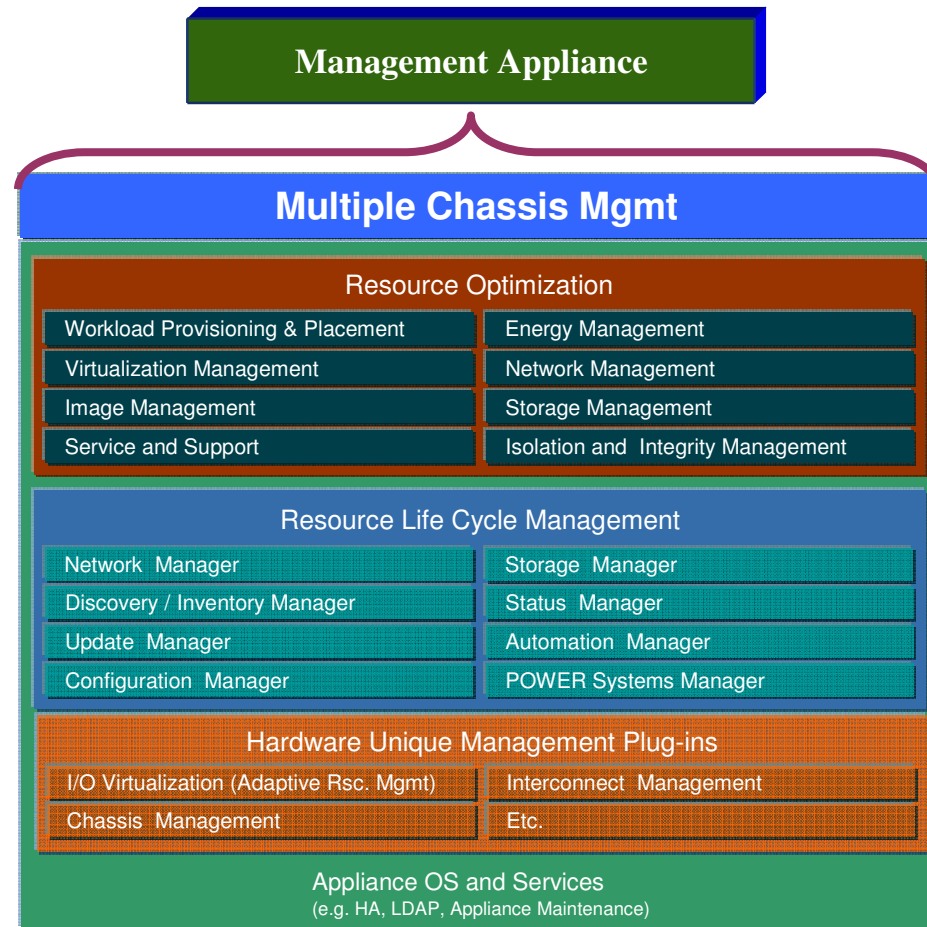 Management Appliance
Multiple Chassis Mgmt
Resource Optimization
Workload Provisioning & Placement
Energy Management
Virtualization Management
Network Management
Image Management
Storage Management
Service and Support
Isolation and Integrity Management
Resource Life Cycle Management
Network Manager
Storage Manager
Discovery / Inventory Manager
Status Manager
Update Manager
Automation Manager
Configuration Manager
POWER Systems Manager
Hardware Unique Management Plug-ins
I/O Virtualization (Adaptive Rsc. Mgmt)
Interconnect Management
Chassis Management
Etc.
Appliance OS and Services
(e.g. HA, LDAP, Appliance Maintenance)